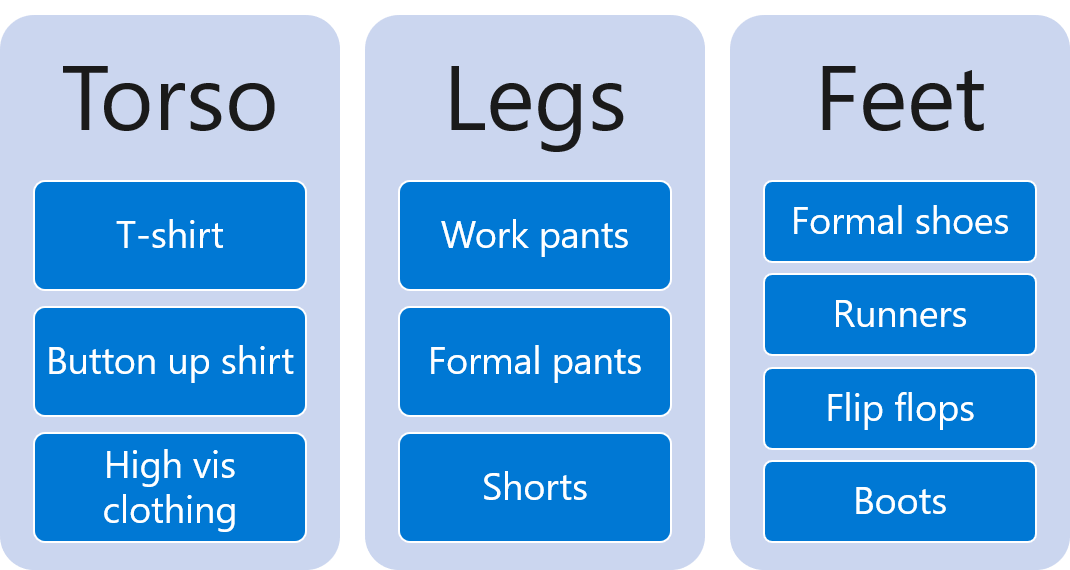 Torso
T-shirt
Button up shirt
High vis
clothing
Legs
Work pants
Formal pants
Shorts
Feet
Formal shoes
Runners
Flip flops
Boots